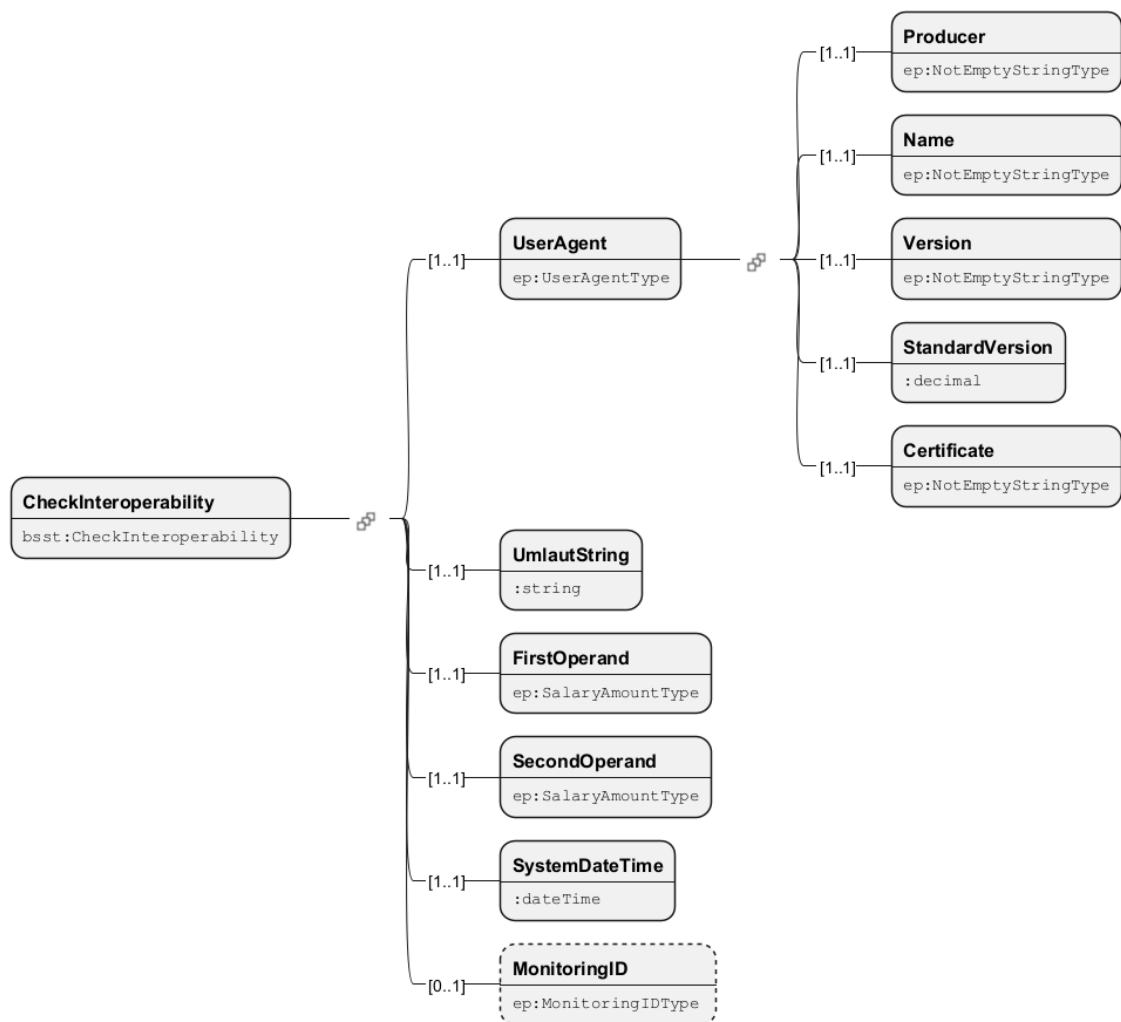 [1..1]
Producer
ep:NotEmptyStringType
[1..1]
Name
ep:NotEmptyStringType
[1..1]
UserAgent
ep:UserAgentType
[1..1]
Version
ep:NotEmptyStringType
[1..1]
StandardVersion
:decimal
[1..1]
Certificate
ep:NotEmptyStringType
CheckInteroperability
bsst:CheckInteroperability
[1..1]
UmlautString
:string
[1..1]
FirstOperand
ep:SalaryAmountType
[1..1]
SecondOperand
ep:SalaryAmountType
[1..1]
SystemDateTime
:dateTime
[0..1]
MonitoringID
ep:MonitoringIDType